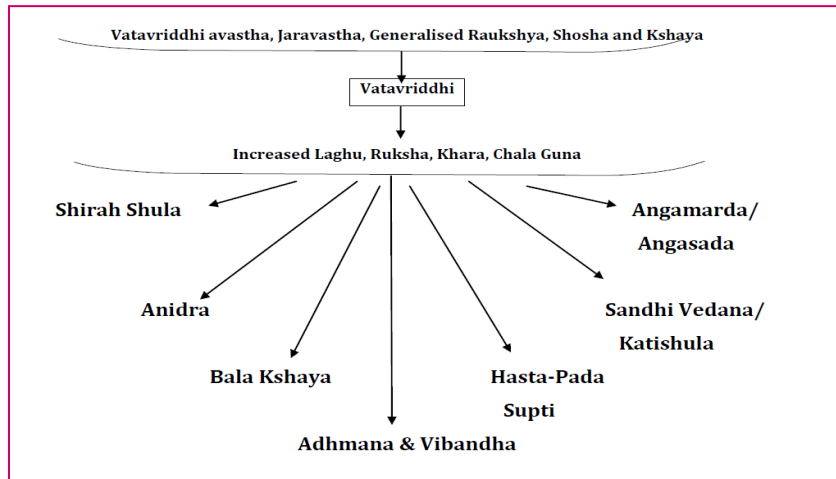 Vatavriddhi avastha, Jaravastha, Generalised Raukshya, Shosha and Kshaya
Vatavriddhi
Increased Laghu, Ruksha, Khara, Chala Guna
Shirah Shula
Angamarda/
Angasada
Anidra
Sandhi Vedana/
Katishula
Bala Kshaya
Hasta-Pada
Supti
Adhmana & Vibandha